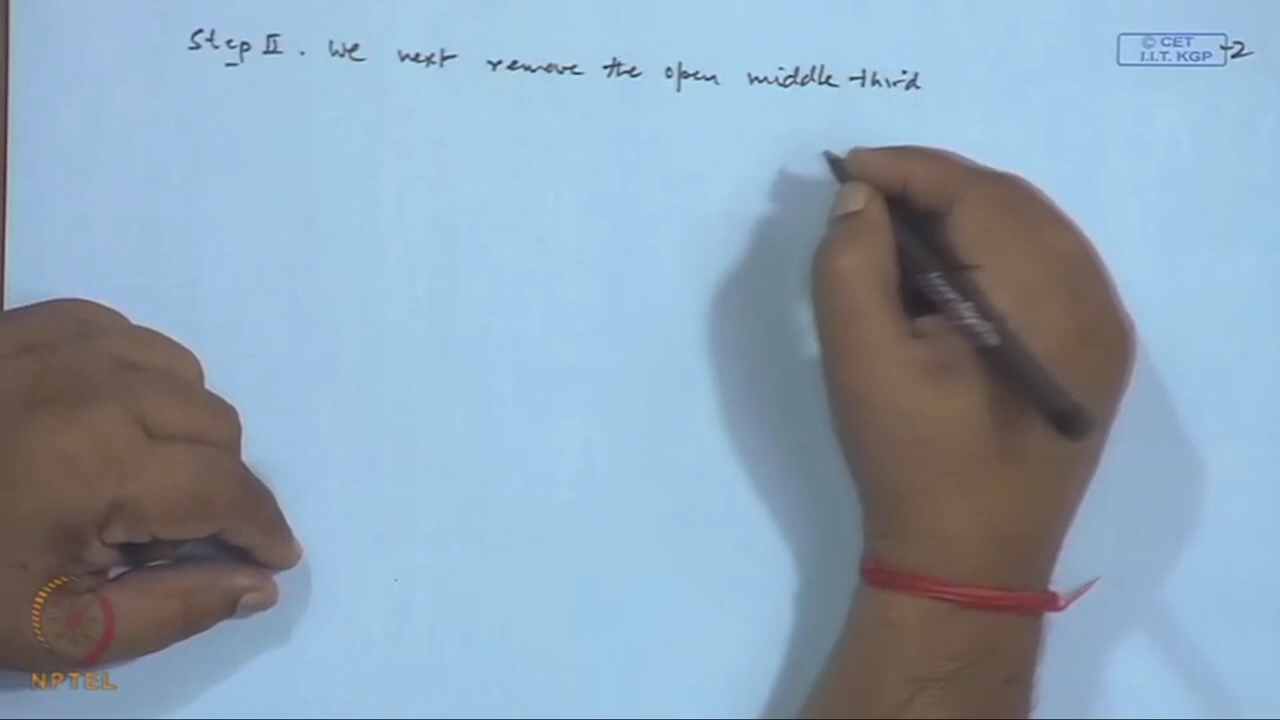 Step II. We next remove the open middle third
© CET
I.I.T. KGP
-2
NPTEL